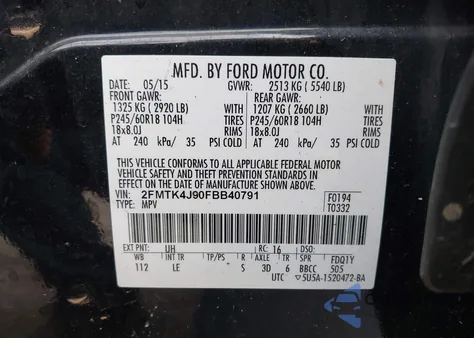 MFD. BY FORD MOTOR CO.
DATE: 05/15 GVWR: 2513 KG ( 5540 LB)
FRONT GAWR: REAR GAWR:
1325 KG ( 2920 LB) 1207 KG ( 2660 LB)
P245/60R18 104H TIRES P245/60R18 104H TIRES
18x8.0J RIMS 18x8.0J RIMS
AT 240 kPa/ 35 PSI COLD AT 240 kPa/ 35 PSI COLD
THIS VEHICLE CONFORMS TO ALL APPLICABLE FEDERAL MOTOR
VEHICLE SAFETY, BUMPER, AND THEFT PREVENTION STANDARDS
IN EFFECT ON THE DATE OF MANUFACTURE SHOWN ABOVE.
VIN: 2FMTK4J90FBB40791 F0194
TYPE: MPV T0332
EXT PNT: UH RC: 16 DSO:
WB INT TR TP/PS R AXLE TR SPR FDQTY
112 LE S 3D 6 BBCC 505
UTC 5U5A-1520472-BA